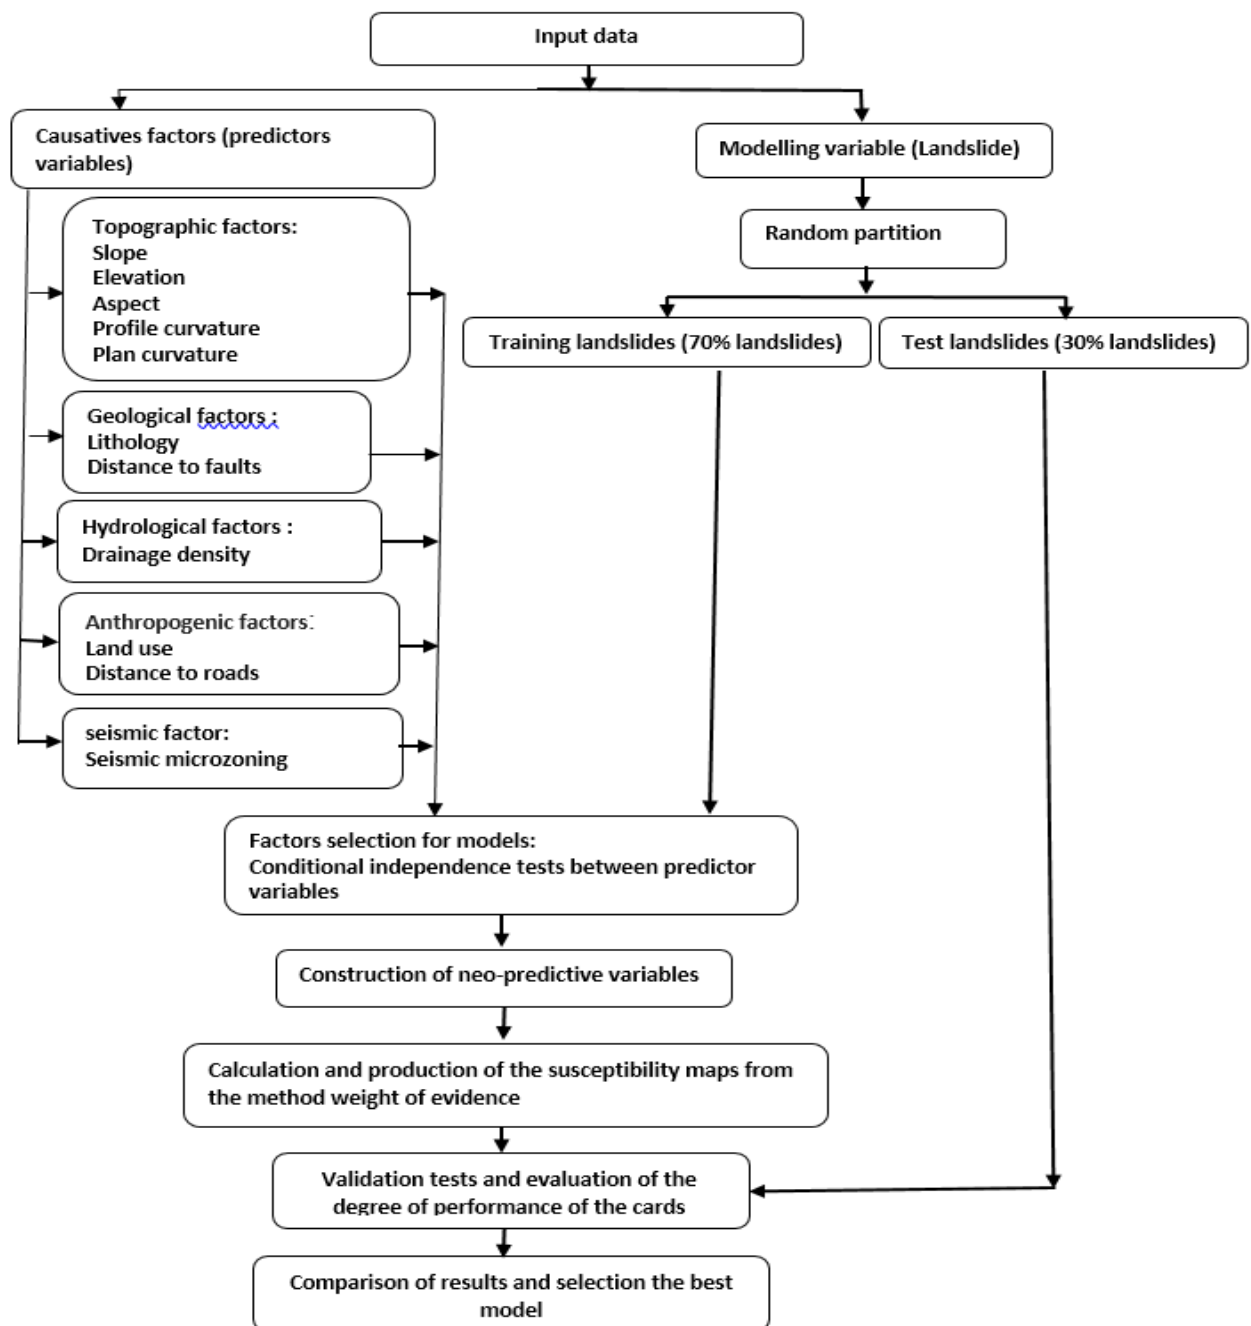 Input data
Causatives factors (predictors
variables)
Modelling variable (Landslide)
Topographic factors:
Slope
Elevation
Aspect
Profile curvature
Plan curvature
Random partition
Training landslides (70% landslides)
Test landslides (30% landslides)
Geological factors :
Lithology
Distance to faults
Hydrological factors :
Drainage density
Anthropogenic factors:
Land use
Distance to roads
seismic factor:
Seismic microzoning
Factors selection for models:
Conditional independence tests between predictor
variables
Construction of neo-predictive variables
Calculation and production of the susceptibility maps from
the method weight of evidence
Validation tests and evaluation of the
degree of performance of the cards
Comparison of results and selection the best
model